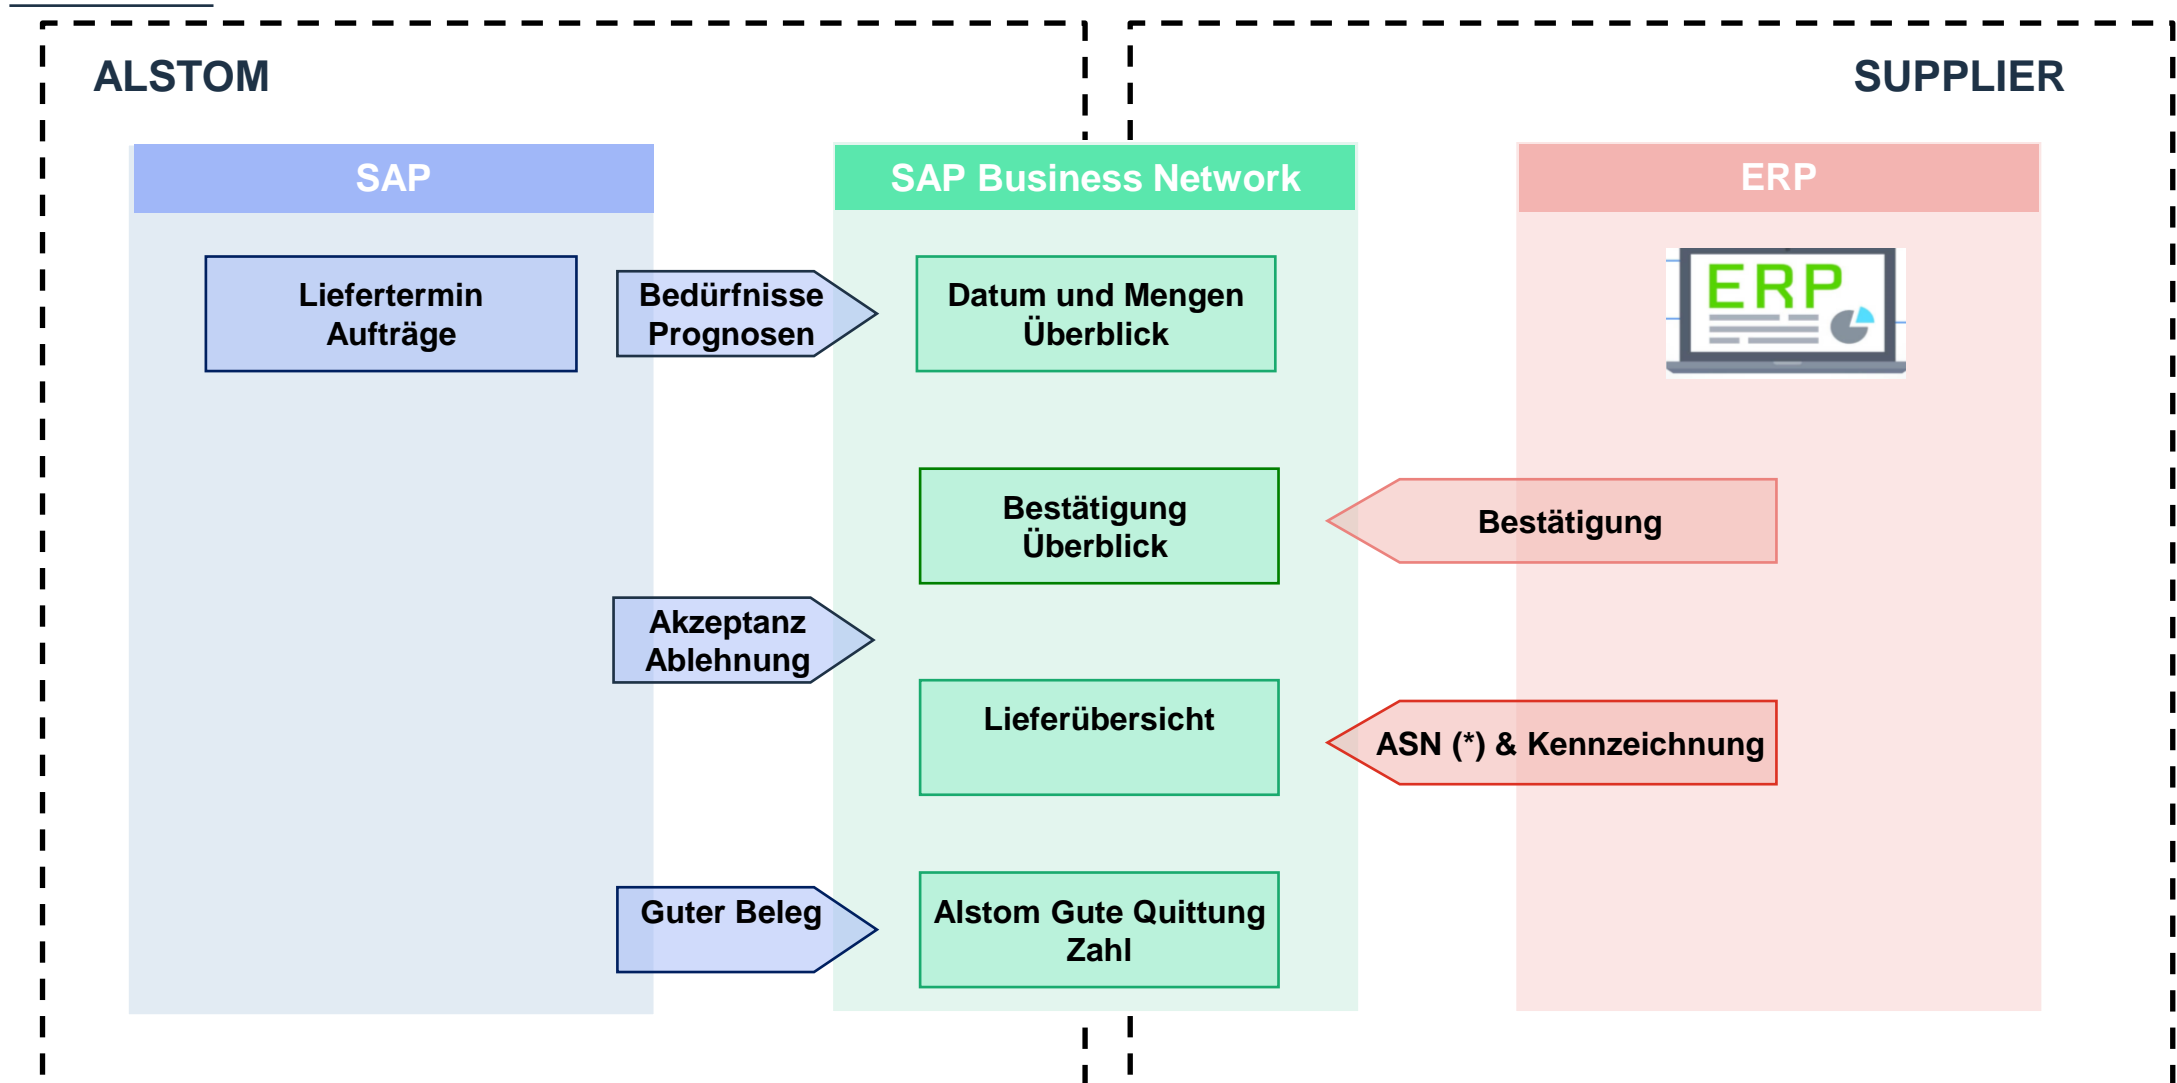 ALSTOM
SUPPLIER
SAP
SAP Business Network
ERP
Liefertermin
Aufträge
Bedürfnisse
Prognosen
Datum und Mengen
Überblick
ERP
Bestätigung
Überblick
Bestätigung
Akzeptanz
Ablehnung
Lieferübersicht
ASN (*) & Kennzeichnung
Guter Beleg
Alstom Gute Quittung
Zahl